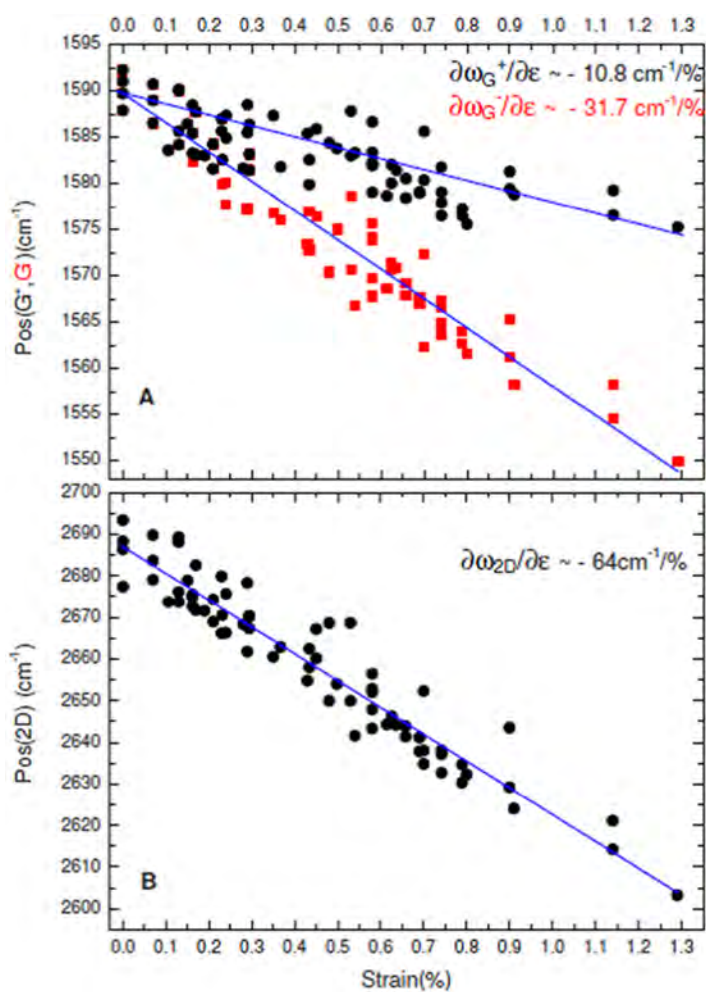 0.0 0.1 0.2 0.3 0.4 0.5 0.6 0.7 0.8 0.9 1.0 1.1 1.2 1.3
1595
1590
1585
1580
1575
1570
1565
1560
1555
1550
Pos(G⁺,G⁻)(cm⁻¹)
∂ω_G⁺/∂ε ~ - 10.8 cm⁻¹/%
∂ω_G⁻/∂ε ~ - 31.7 cm⁻¹/%
A
2700
2690
2680
2670
2660
2650
2640
2630
2620
2610
2600
Pos(2D) (cm⁻¹)
∂ω_2D/∂ε ~ - 64cm⁻¹/%
B
0.0 0.1 0.2 0.3 0.4 0.5 0.6 0.7 0.8 0.9 1.0 1.1 1.2 1.3
Strain(%)